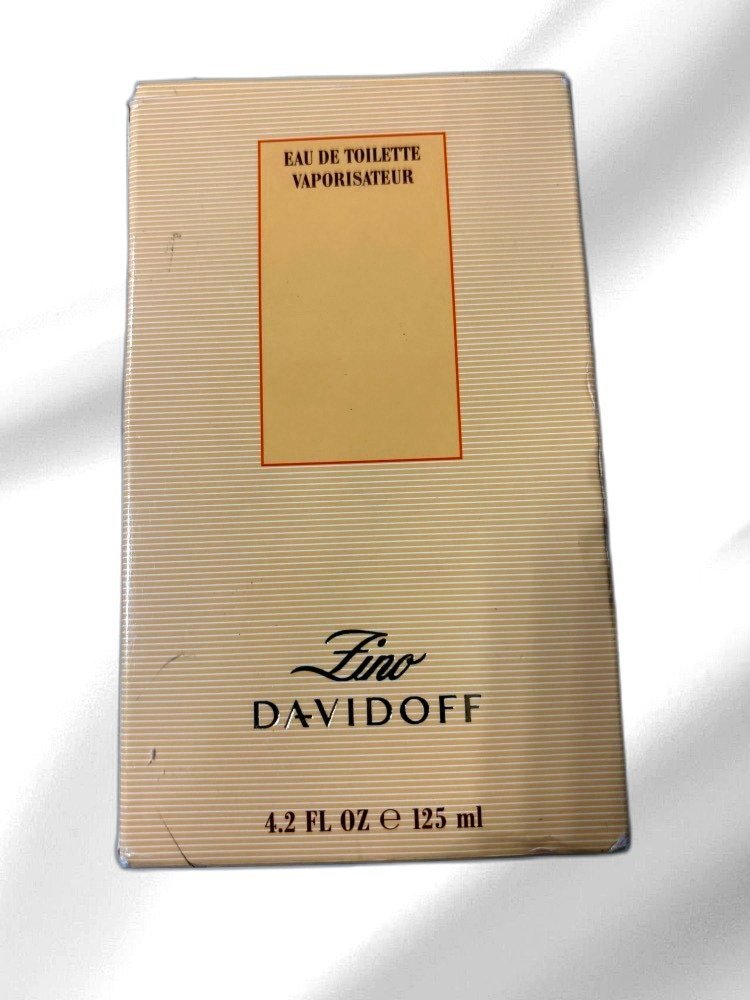 EAU DE TOILETTE
VAPORISATEUR
Zino
DAVIDOFF
4.2 FL OZ ℮ 125 ml